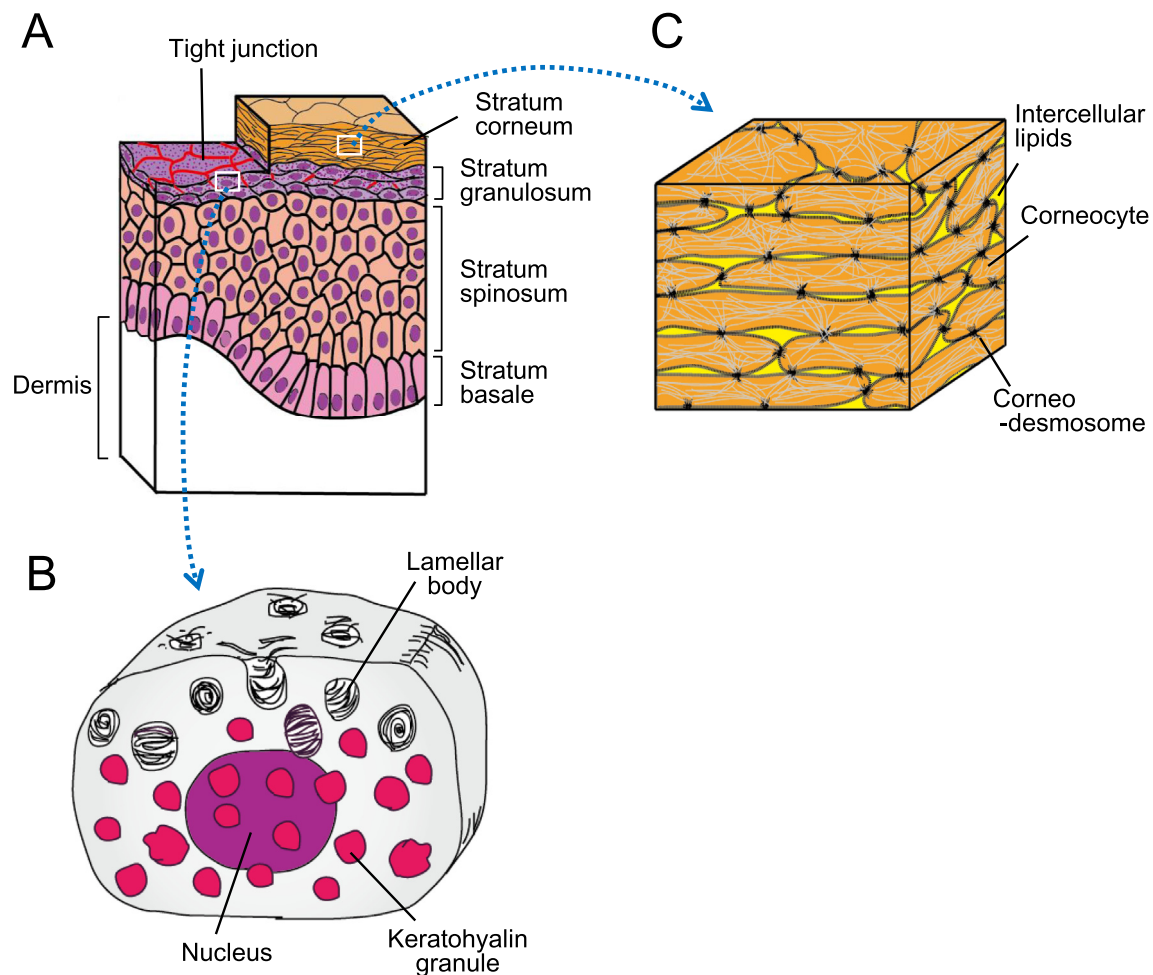 A
Tight junction
Stratum
corneum
Stratum
granulosum
Stratum
spinosum
Stratum
basale
Dermis
C
Intercellular
lipids
Corneocyte
Corneo
-desmosome
B
Lamellar
body
Nucleus
Keratohyalin
granule